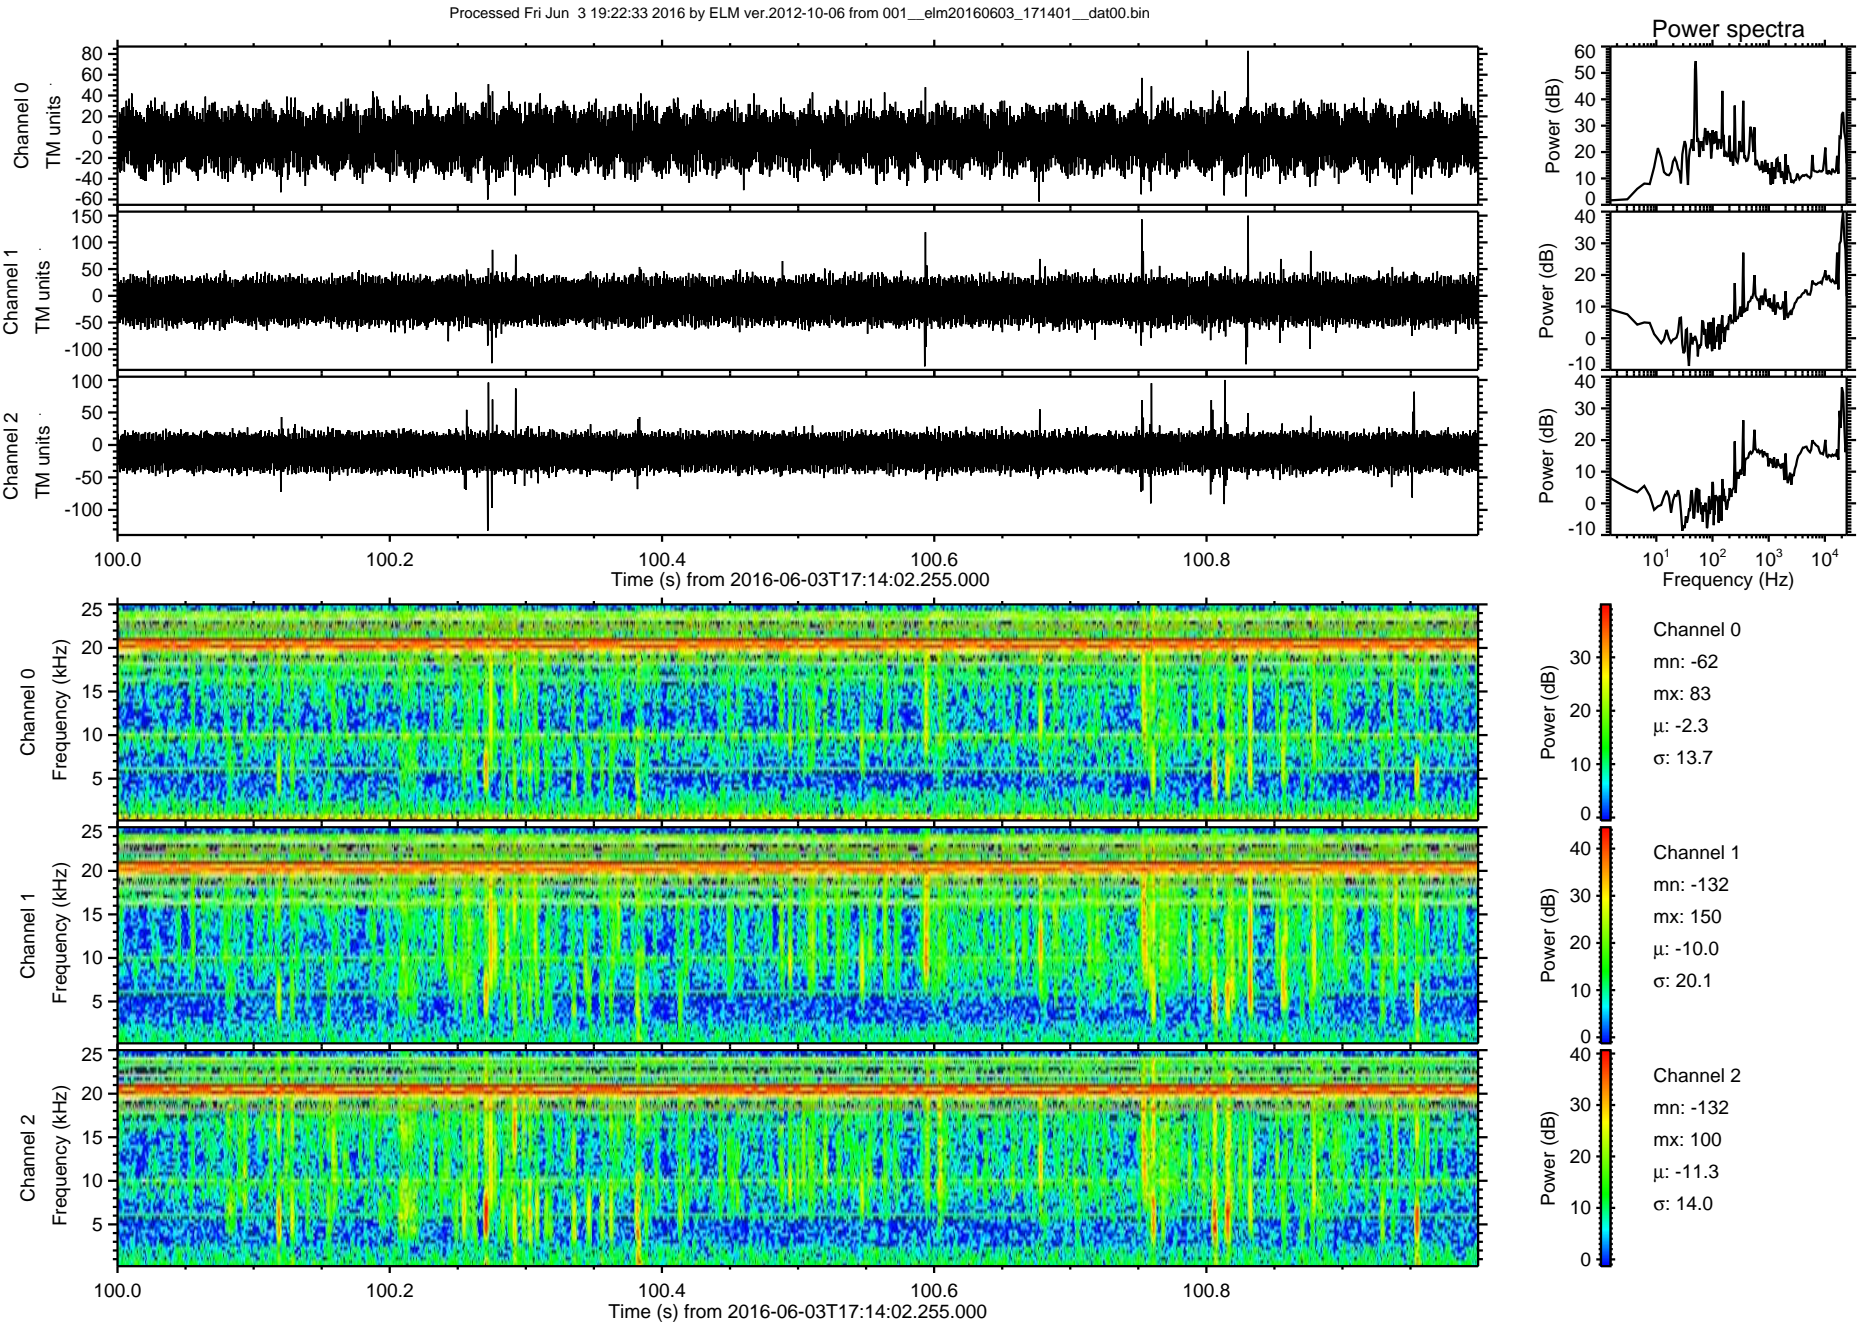 Processed Fri Jun  3 19:22:33 2016 by ELM ver.2012-10-06 from 001__elm20160603_171401__dat00.bin
Power spectra
Channel 0
TM units
80
60
40
20
0
-20
-40
-60
Power (dB)
60
50
40
30
20
10
0
Channel 1
TM units
150
100
50
0
-50
-100
Power (dB)
40
30
20
10
0
-10
Channel 2
TM units
100
50
0
-50
-100
Power (dB)
40
30
20
10
0
-10
100.0 100.2 100.4 100.6 100.8
Time (s) from 2016-06-03T17:14:02.255.000
10^1 10^2 10^3 10^4
Frequency (Hz)
Channel 0
Frequency (kHz)
25
20
15
10
5
Power (dB)
30
20
10
0
Channel 0
mn: -62
mx: 83
µ: -2.3
σ: 13.7
Channel 1
Frequency (kHz)
25
20
15
10
5
Power (dB)
40
30
20
10
0
Channel 1
mn: -132
mx: 150
µ: -10.0
σ: 20.1
Channel 2
Frequency (kHz)
25
20
15
10
5
Power (dB)
40
30
20
10
0
Channel 2
mn: -132
mx: 100
µ: -11.3
σ: 14.0
100.0 100.2 100.4 100.6 100.8
Time (s) from 2016-06-03T17:14:02.255.000